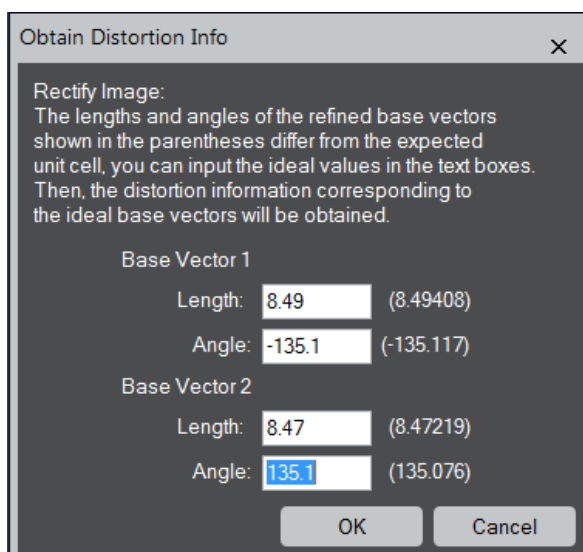 Obtain Distortion Info
Rectify Image:
The lengths and angles of the refined base vectors
shown in the parentheses differ from the expected
unit cell, you can input the ideal values in the text boxes.
Then, the distortion information corresponding to
the ideal base vectors will be obtained.
Base Vector 1
Length: 8.49 (8.49408)
Angle: -135.1 (-135.117)
Base Vector 2
Length: 8.47 (8.47219)
Angle: 135.1 (135.076)
OK Cancel